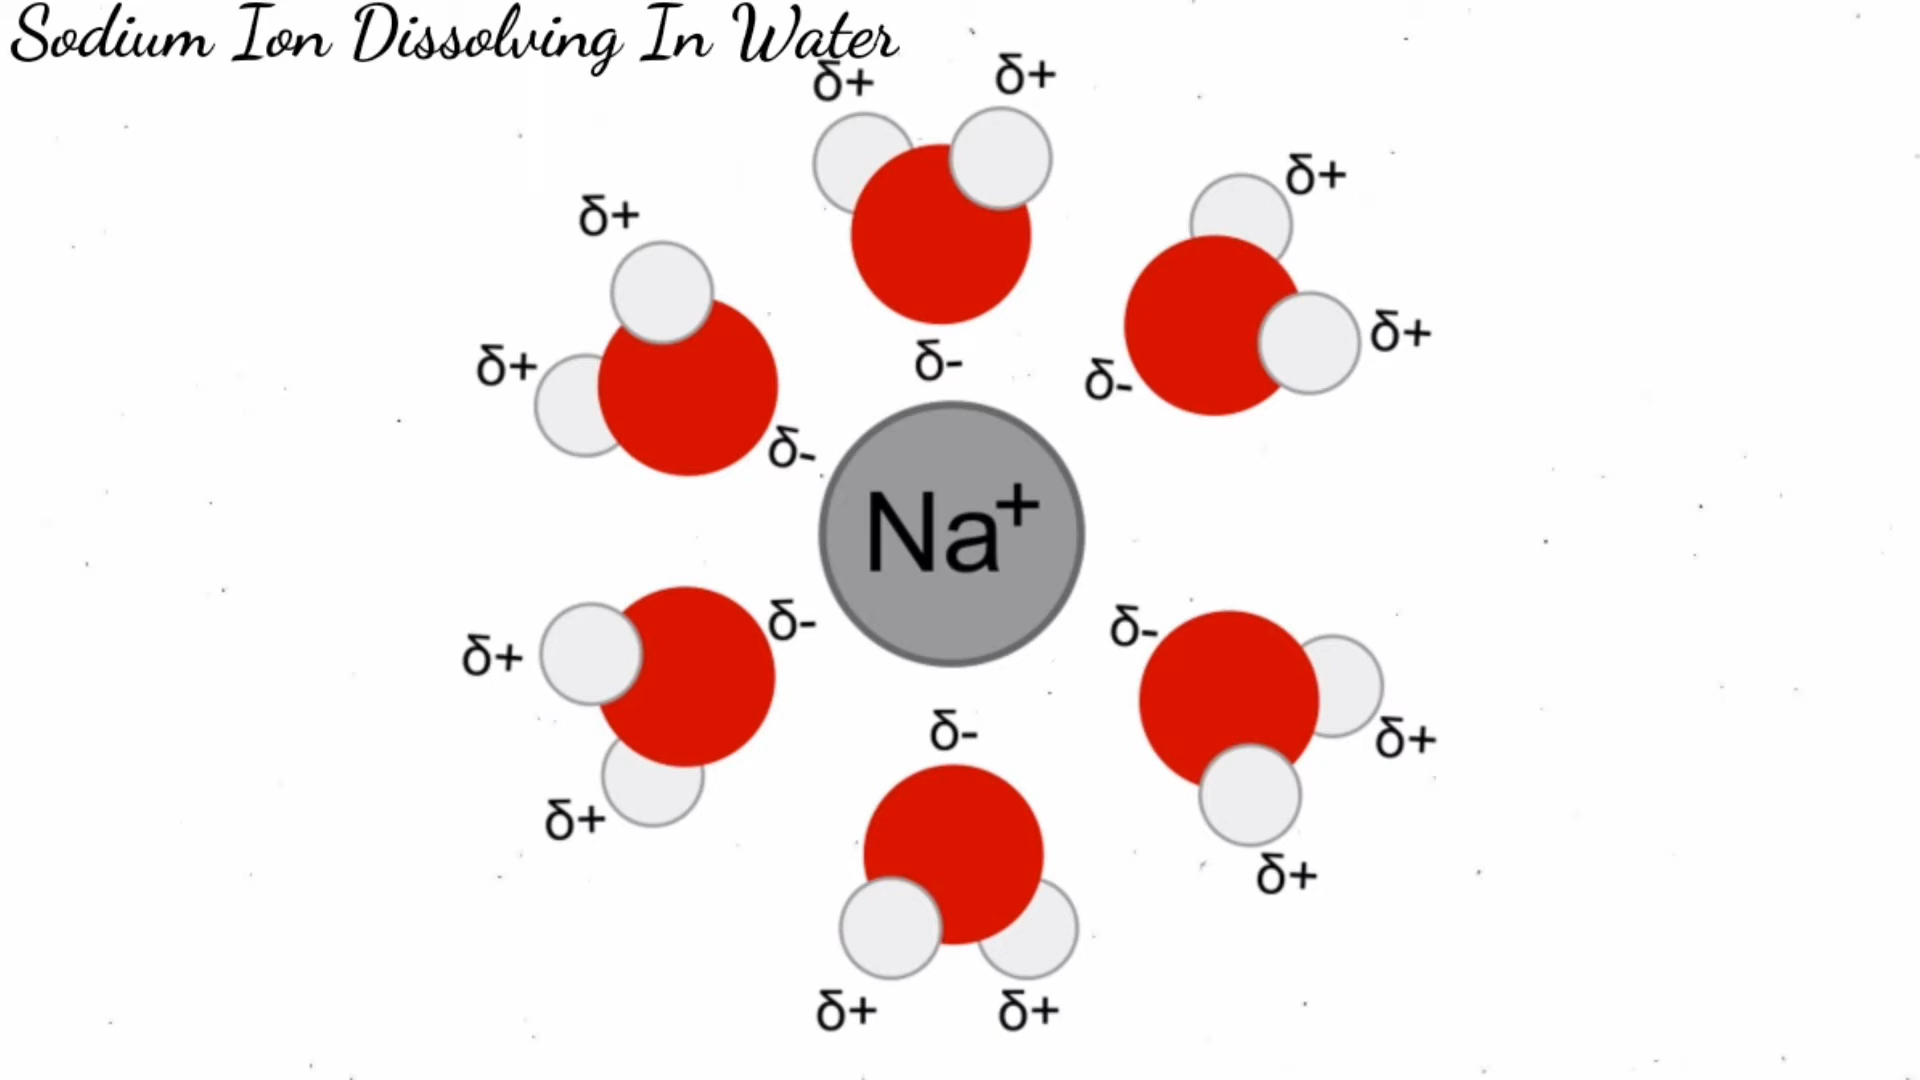 Sodium Ion Dissolving In Water
δ+
δ+
δ+
δ+
δ+
δ-
δ+
δ-
δ+
δ-
Na⁺
δ-
δ-
δ+
δ-
δ+
δ+
δ+
δ+
δ+